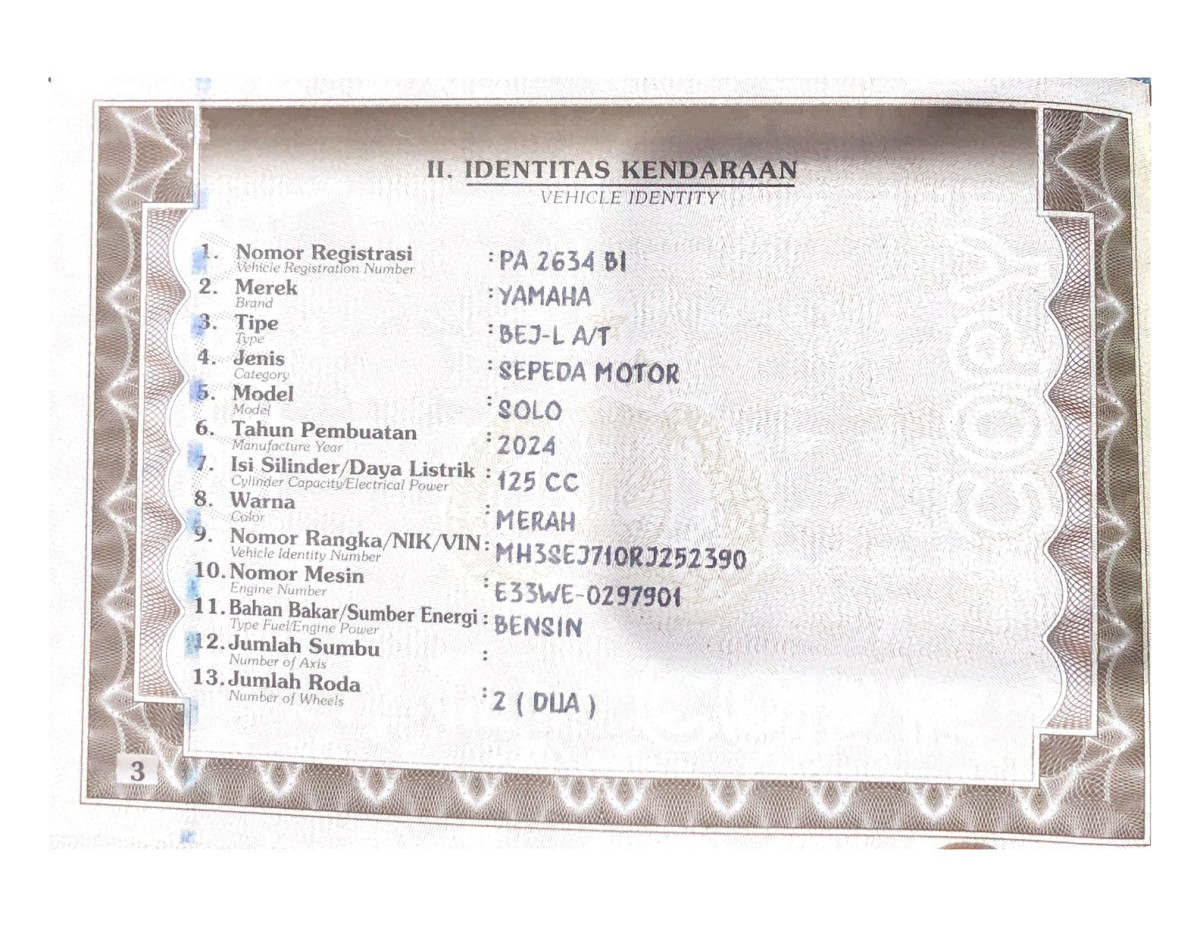 II. IDENTITAS KENDARAAN
VEHICLE IDENTITY
1. Nomor Registrasi : PA 2634 BI
Vehicle Registration Number
2. Merek : YAMAHA
Brand
3. Tipe : BEJ-L A/T
Type
4. Jenis : SEPEDA MOTOR
Category
5. Model : SOLO
Model
6. Tahun Pembuatan : 2024
Manufacture Year
7. Isi Silinder/Daya Listrik : 125 CC
Cylinder Capacity/Electrical Power
8. Warna : MERAH
Color
9. Nomor Rangka/NIK/VIN : MH3SEJ710RJ252390
Vehicle Identity Number
10. Nomor Mesin : E33WE-0297901
Engine Number
11. Bahan Bakar/Sumber Energi : BENSIN
Type Fuel/Engine Power
12. Jumlah Sumbu :
Number of Axis
13. Jumlah Roda : 2 ( DUA )
Number of Wheels
3
copy